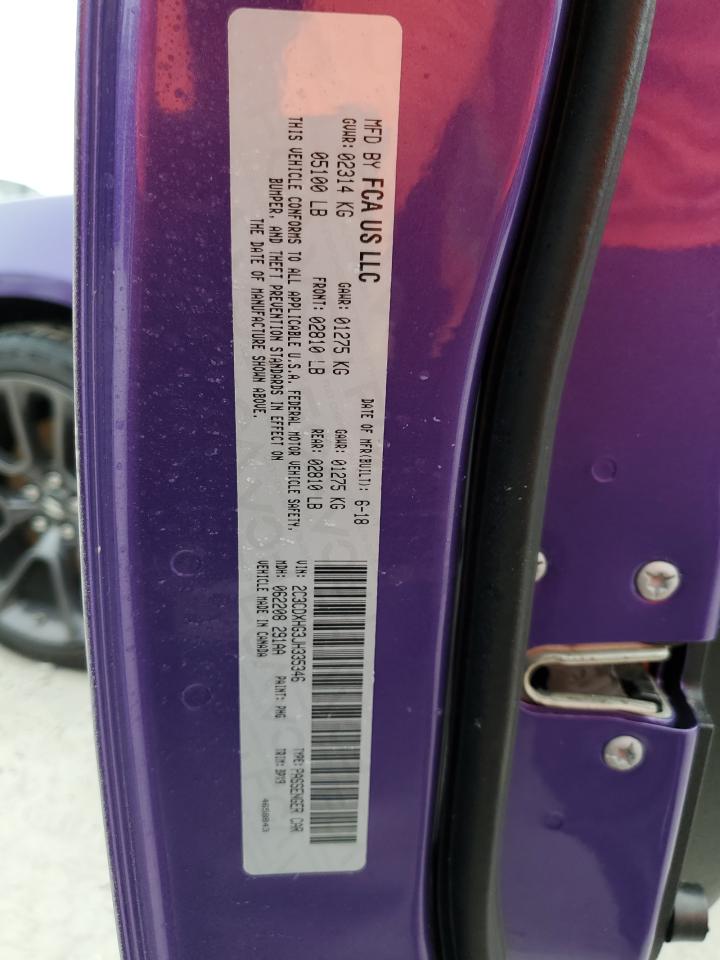 MFD BY FCA US LLC
DATE OF MFR(BUILT): 6-18
GVWR: 02314 KG GAWR: 01275 KG GAWR: 01275 KG
05100 LB FRONT: 02810 LB REAR: 02810 LB
THIS VEHICLE CONFORMS TO ALL APPLICABLE U.S.A. FEDERAL MOTOR VEHICLE SAFETY,
BUMPER, AND THEFT PREVENTION STANDARDS IN EFFECT ON
THE DATE OF MANUFACTURE SHOWN ABOVE.
VIN: 2C3CDXHG3JH335346 TYPE: PASSENGER CAR
MDH: 062208 291AA PAINT: PHG TRIM: BPX9
VEHICLE MADE IN CANADA